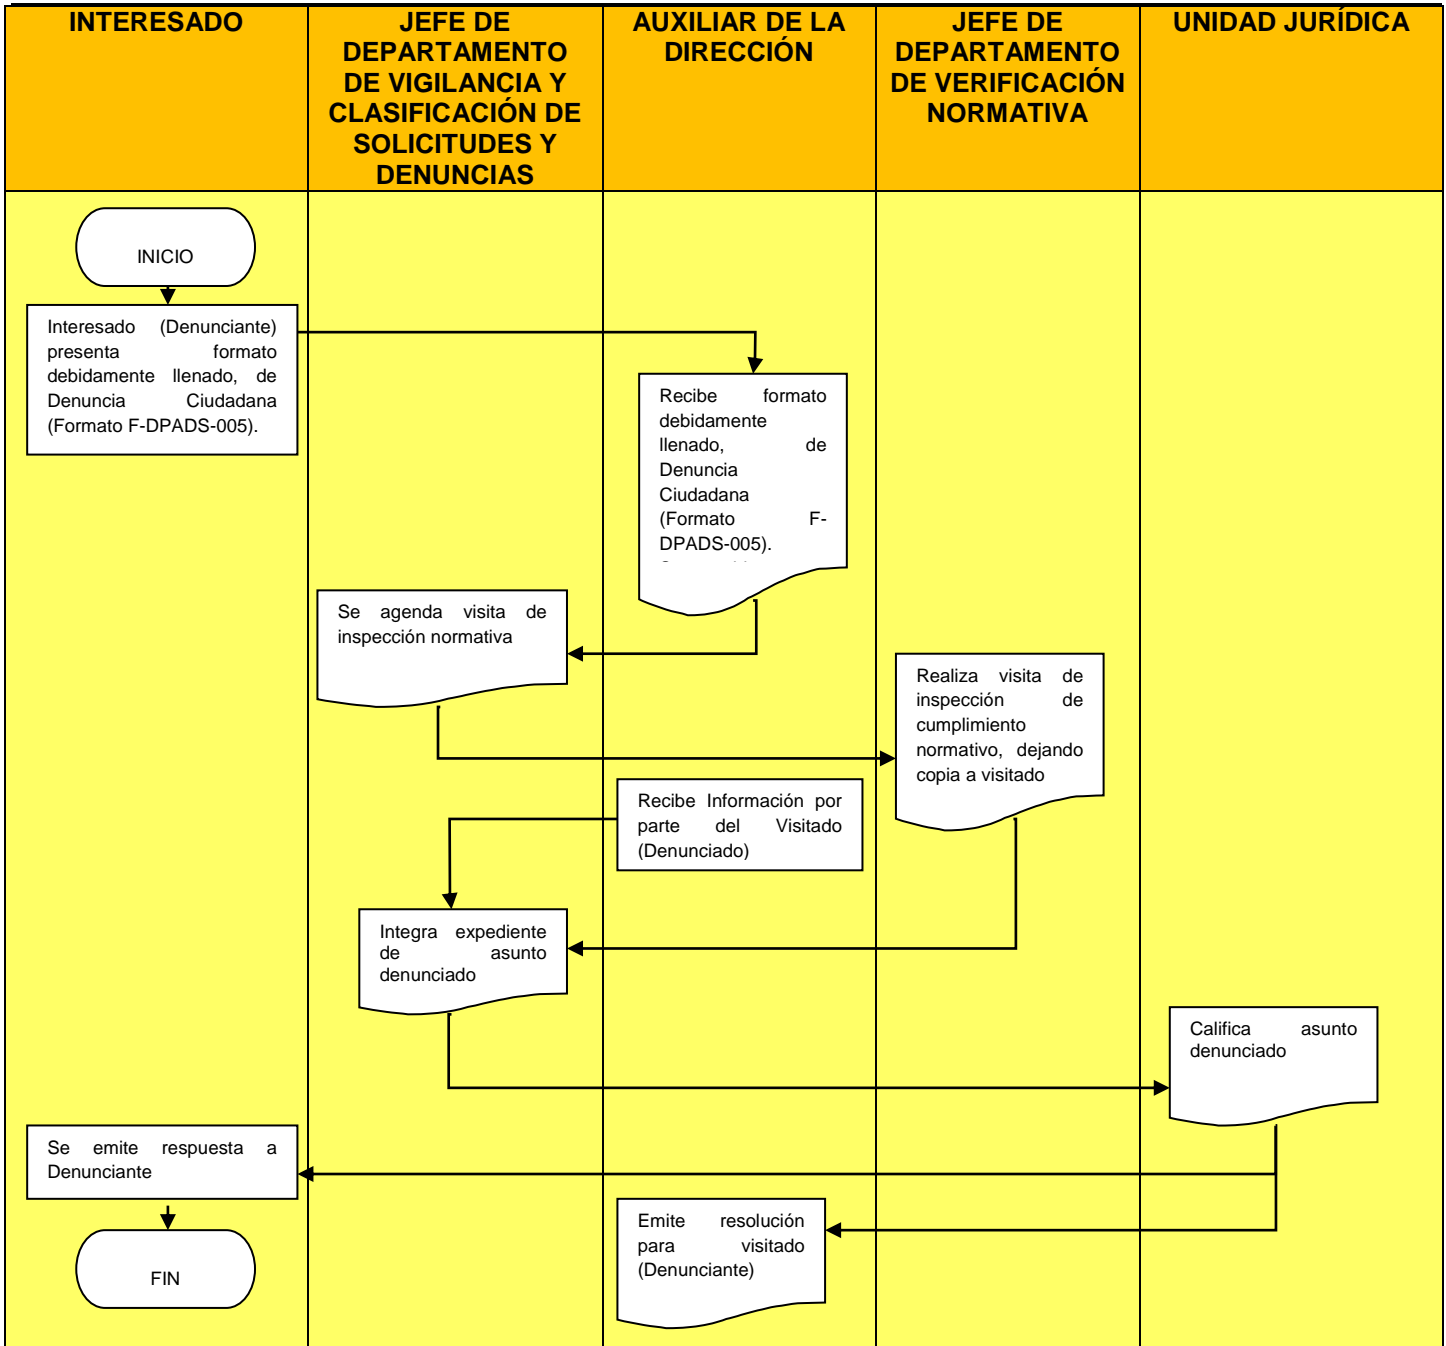 INTERESADO
JEFE DE
DEPARTAMENTO
DE VIGILANCIA Y
CLASIFICACIÓN DE
SOLICITUDES Y
DENUNCIAS
AUXILIAR DE LA
DIRECCIÓN
JEFE DE
DEPARTAMENTO
DE VERIFICACIÓN
NORMATIVA
UNIDAD JURÍDICA
INICIO
Interesado (Denunciante)
presenta formato
debidamente llenado, de
Denuncia Ciudadana
(Formato F-DPADS-005).
Recibe formato
debidamente
llenado, de
Denuncia
Ciudadana
(Formato F-
DPADS-005).
Se agenda visita de
inspección normativa
Realiza visita de
inspección de
cumplimiento
normativo, dejando
copia a visitado
Recibe Información por
parte del Visitado
(Denunciado)
Integra expediente
de asunto
denunciado
Califica asunto
denunciado
Se emite respuesta a
Denunciante
Emite resolución
para visitado
(Denunciante)
FIN